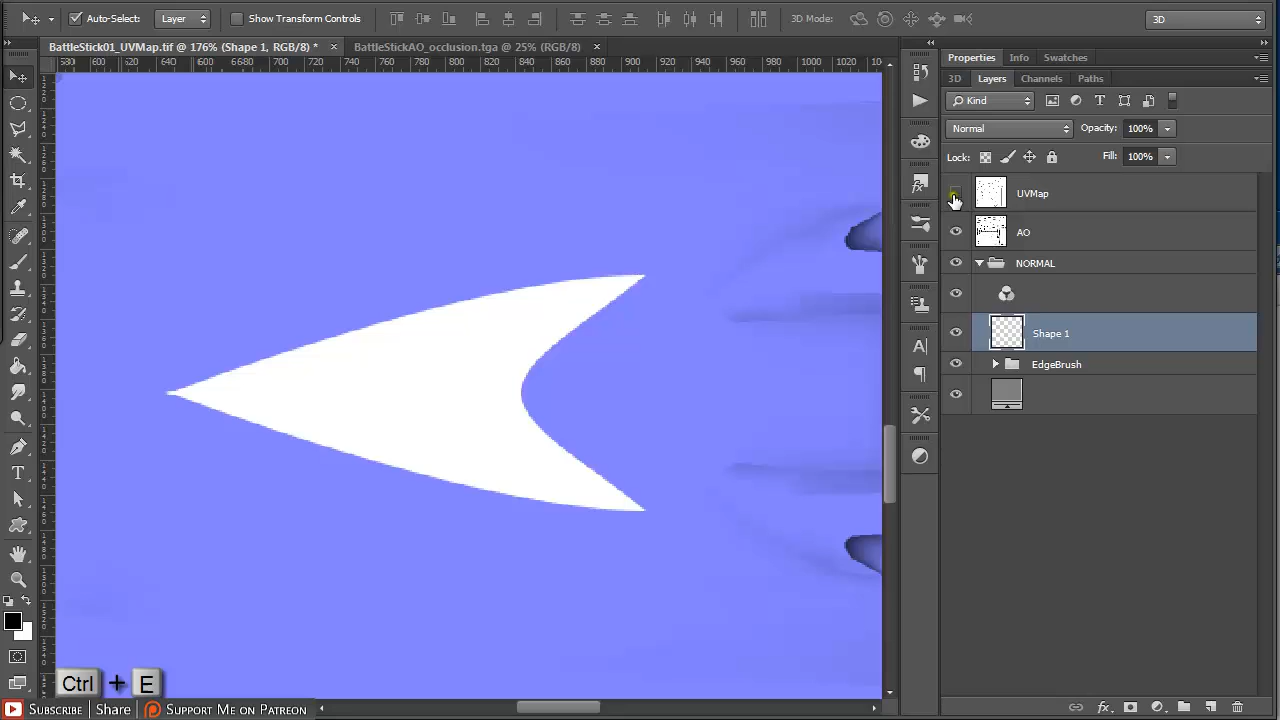 Auto-Select: Layer Show Transform Controls 3D Mode: 3D
BattleStick01_UVMap.tif @ 176% (Shape 1, RGB/8) * × BattleStickAO_occlusion.tga @ 25% (RGB/8) ×
Properties Info Swatches
3D Layers Channels Paths
Kind
Normal Opacity: 100%
Lock: Fill: 100%
UVMap
AO
NORMAL
Shape 1
EdgeBrush
Ctrl + E
Subscribe Share Support Me on Patreon